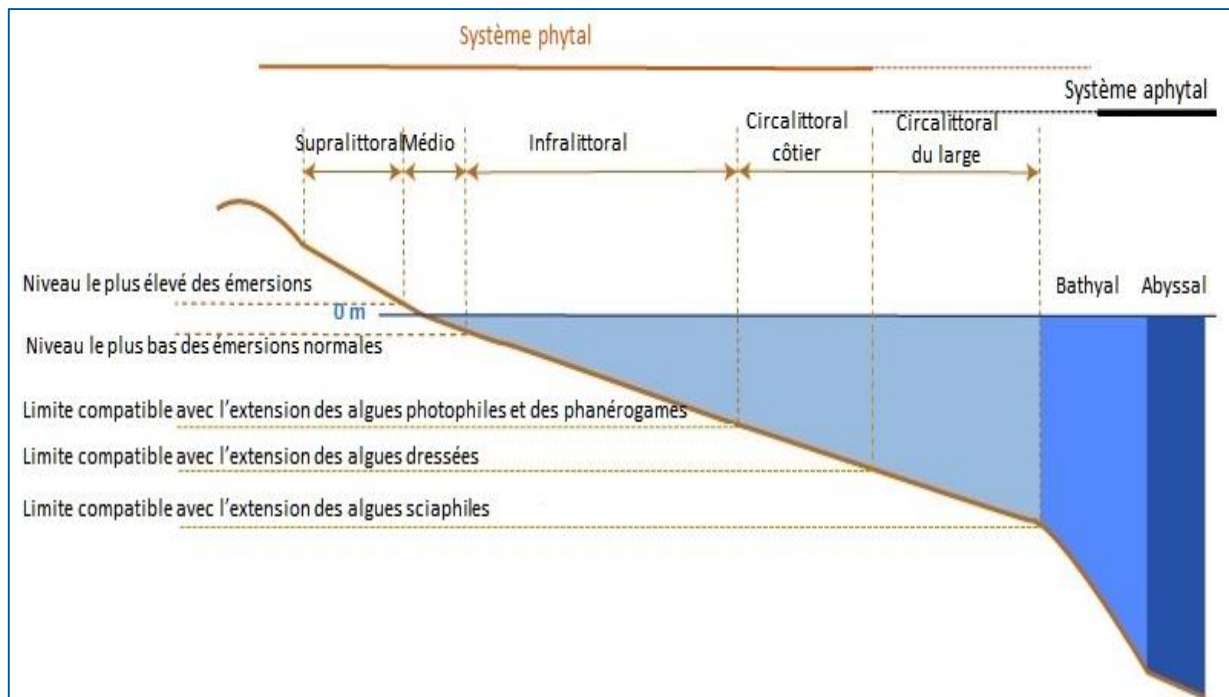 Système phytal
Système aphytal
Supralittoral
Médio
Infralittoral
Circalittoral
côtier
Circalittoral
du large
Niveau le plus élevé des émersions
0 m
Bathyal
Abyssal
Niveau le plus bas des émersions normales
Limite compatible avec l'extension des algues photophiles et des phanérogames
Limite compatible avec l'extension des algues dressées
Limite compatible avec l'extension des algues sciaphiles